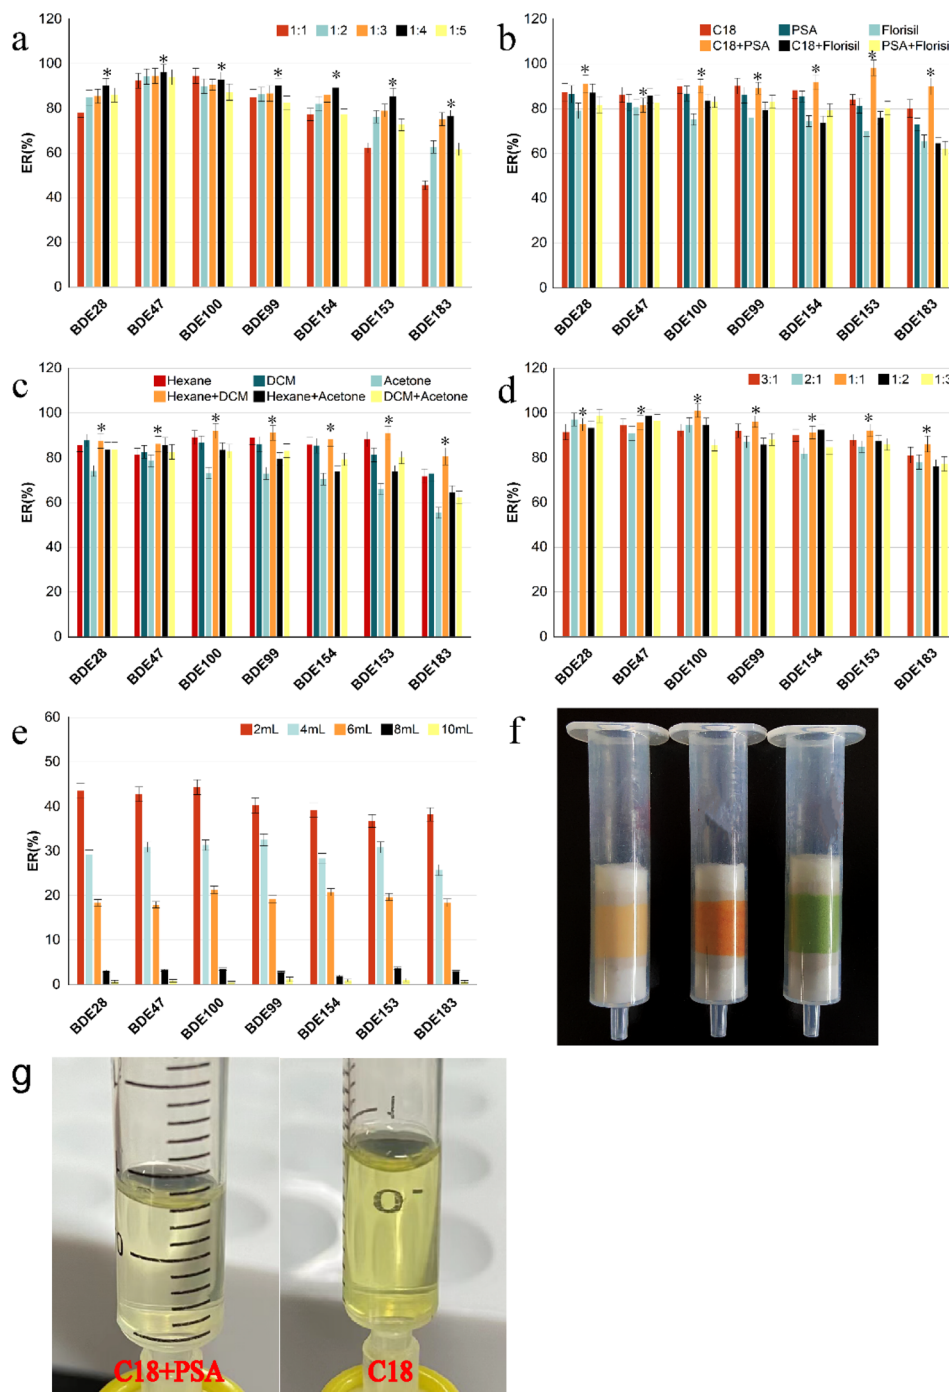 a
1:1 1:2 1:3 1:4 1:5
120
100
80
60
40
20
0
ER(%)
* * * * * * *
BDE28 BDE47 BDE100 BDE99 BDE154 BDE153 BDE183
b
C18 PSA Florisil
C18+PSA C18+Florisil PSA+Florisil
120
100
80
60
40
20
0
ER(%)
* * * * * * *
BDE28 BDE47 BDE100 BDE99 BDE154 BDE153 BDE183
c
Hexane DCM Acetone
Hexane+DCM Hexane+Acetone DCM+Acetone
120
100
80
60
40
20
0
ER(%)
* * * * * * *
BDE28 BDE47 BDE100 BDE99 BDE154 BDE153 BDE183
d
3:1 2:1 1:1 1:2 1:3
120
100
80
60
40
20
0
ER(%)
* * * * * * *
BDE28 BDE47 BDE100 BDE99 BDE154 BDE153 BDE183
e
2mL 4mL 6mL 8mL 10mL
60
50
40
30
20
10
0
ER(%)
BDE28 BDE47 BDE100 BDE99 BDE154 BDE153 BDE183
f
g
C18+PSA
C18